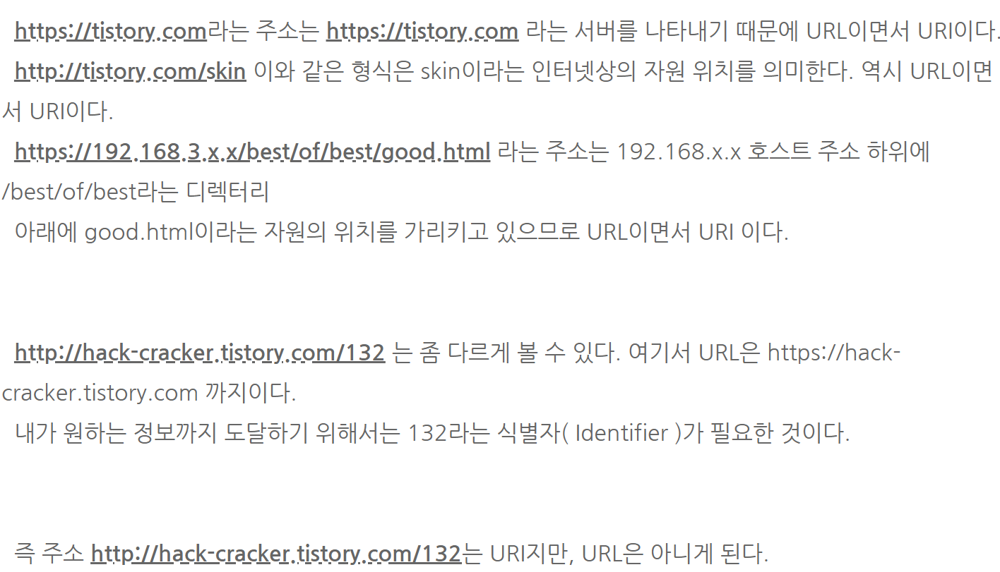 https://tistory.com라는 주소는 https://tistory.com 라는 서버를 나타내기 때문에 URL이면서 URI이다.
http://tistory.com/skin 이와 같은 형식은 skin이라는 인터넷상의 자원 위치를 의미한다. 역시 URL이면
서 URI이다.
https://192.168.3.x.x/best/of/best/good.html 라는 주소는 192.168.x.x 호스트 주소 하위에
/best/of/best라는 디렉터리
아래에 good.html이라는 자원의 위치를 가리키고 있으므로 URL이면서 URI 이다.
http://hack-cracker.tistory.com/132 는 좀 다르게 볼 수 있다. 여기서 URL은 https://hack-
cracker.tistory.com 까지이다.
내가 원하는 정보까지 도달하기 위해서는 132라는 식별자( Identifier )가 필요한 것이다.
즉 주소 http://hack-cracker.tistory.com/132는 URI지만, URL은 아니게 된다.